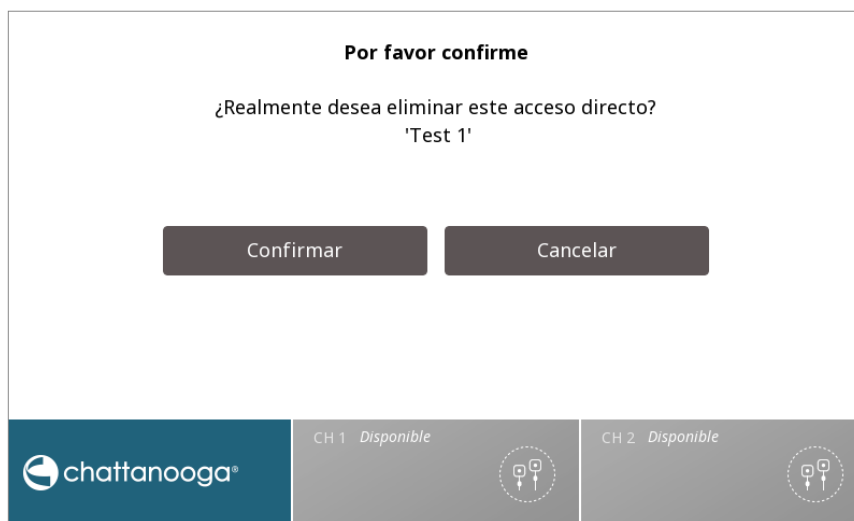 Por favor confirme
¿Realmente desea eliminar este acceso directo?
'Test 1'
Confirmar
Cancelar
chattanooga®
CH 1 Disponible
CH 2 Disponible